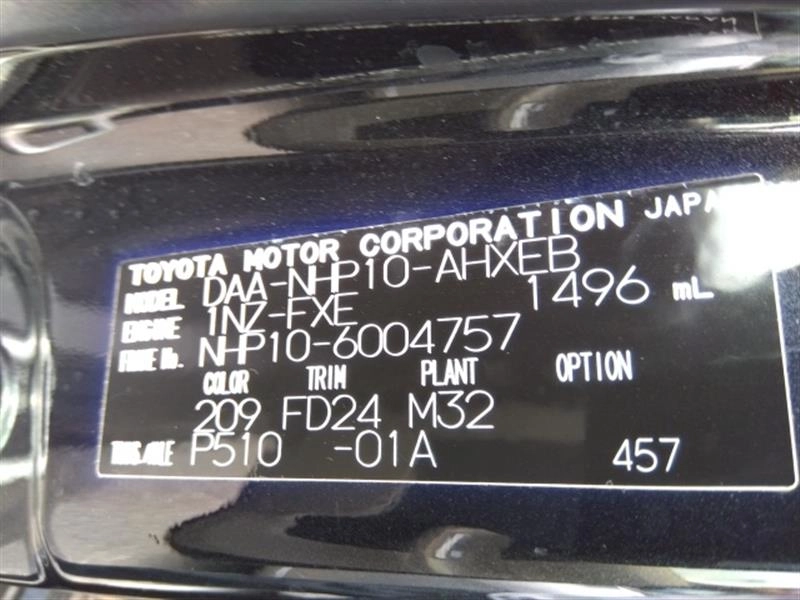 TOYOTA MOTOR CORPORATION JAPAN
MODEL DAA-NHP10-AHXEB
ENGINE 1NZ-FXE 1496 mL
FRAME No. NHP10-6004757
COLOR TRIM PLANT OPTION
209 FD24 M32
TRANS/AXLE P510 -01A 457